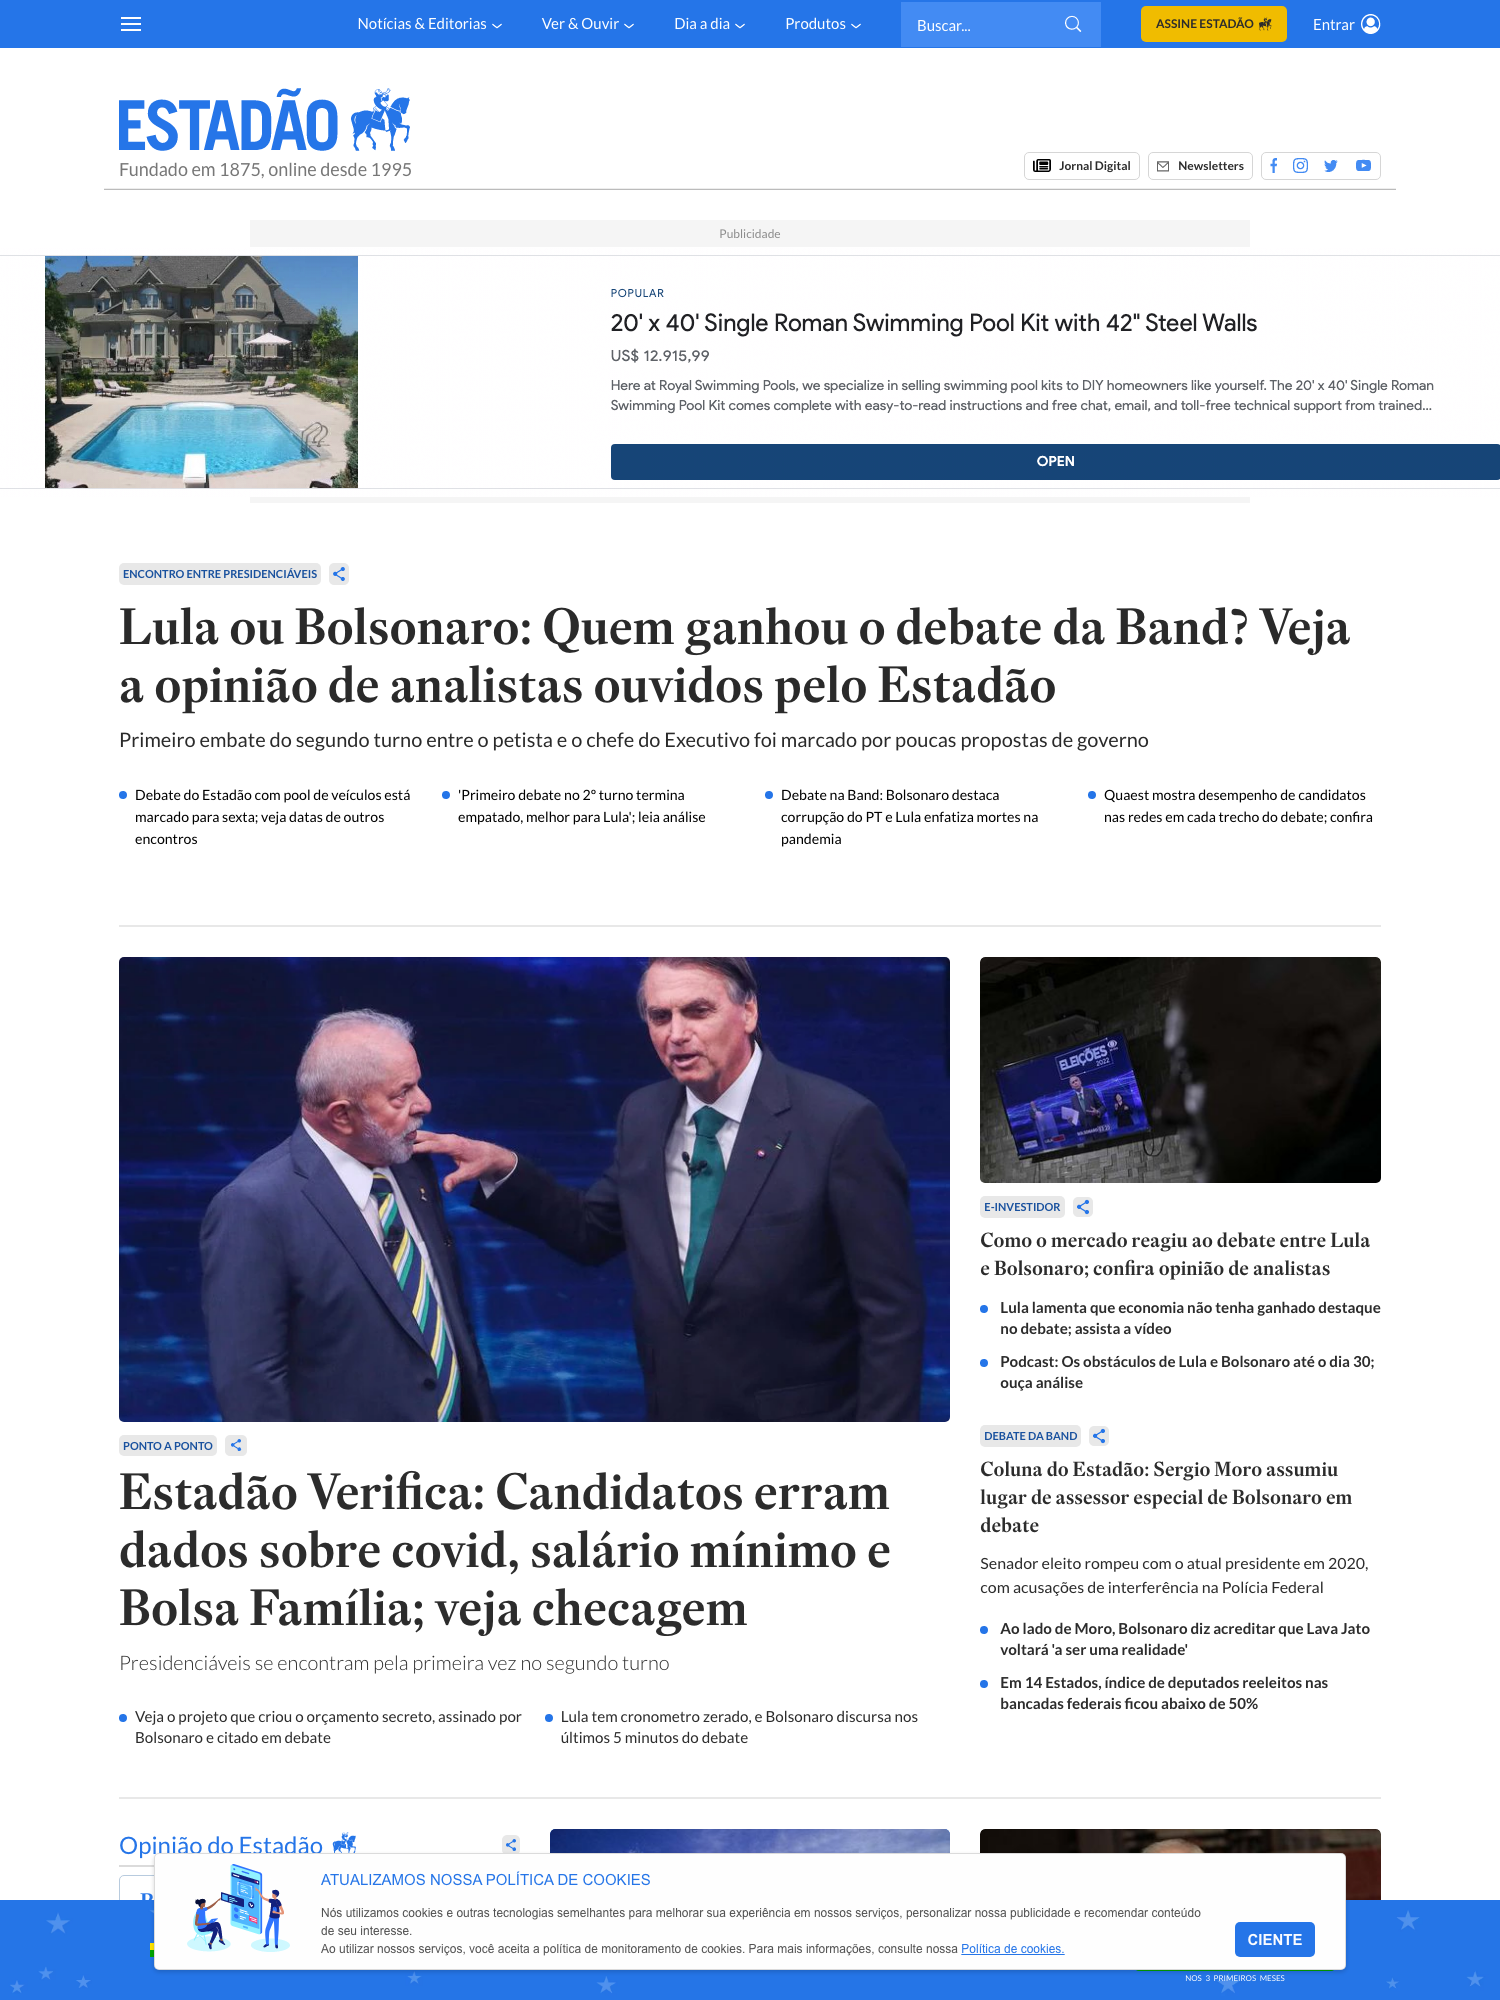 Notícias & Editorias
Ver & Ouvir
Dia a dia
Produtos
Buscar...
ASSINE ESTADÃO
Entrar
ESTADÃO
Fundado em 1875, online desde 1995
Jornal Digital
Newsletters
Publicidade
POPULAR
20' x 40' Single Roman Swimming Pool Kit with 42" Steel Walls
US$ 12.915,99
Here at Royal Swimming Pools, we specialize in selling swimming pool kits to DIY homeowners like yourself. The 20' x 40' Single Roman
Swimming Pool Kit comes complete with easy-to-read instructions and free chat, email, and toll-free technical support from trained...
OPEN
ENCONTRO ENTRE PRESIDENCIÁVEIS
Lula ou Bolsonaro: Quem ganhou o debate da Band? Veja
a opinião de analistas ouvidos pelo Estadão
Primeiro embate do segundo turno entre o petista e o chefe do Executivo foi marcado por poucas propostas de governo
Debate do Estadão com pool de veículos está
marcado para sexta; veja datas de outros
encontros
'Primeiro debate no 2º turno termina
empatado, melhor para Lula'; leia análise
Debate na Band: Bolsonaro destaca
corrupção do PT e Lula enfatiza mortes na
pandemia
Quaest mostra desempenho de candidatos
nas redes em cada trecho do debate; confira
PONTO A PONTO
Estadão Verifica: Candidatos erram
dados sobre covid, salário mínimo e
Bolsa Família; veja checagem
Presidenciáveis se encontram pela primeira vez no segundo turno
Veja o projeto que criou o orçamento secreto, assinado por
Bolsonaro e citado em debate
Lula tem cronometro zerado, e Bolsonaro discursa nos
últimos 5 minutos do debate
ELEIÇÕES
2022
E-INVESTIDOR
Como o mercado reagiu ao debate entre Lula
e Bolsonaro; confira opinião de analistas
Lula lamenta que economia não tenha ganhado destaque
no debate; assista a vídeo
Podcast: Os obstáculos de Lula e Bolsonaro até o dia 30;
ouça análise
DEBATE DA BAND
Coluna do Estadão: Sergio Moro assumiu
lugar de assessor especial de Bolsonaro em
debate
Senador eleito rompeu com o atual presidente em 2020,
com acusações de interferência na Polícia Federal
Ao lado de Moro, Bolsonaro diz acreditar que Lava Jato
voltará 'a ser uma realidade'
Em 14 Estados, índice de deputados reeleitos nas
bancadas federais ficou abaixo de 50%
Opinião do Estadão
ATUALIZAMOS NOSSA POLÍTICA DE COOKIES
Nós utilizamos cookies e outras tecnologias semelhantes para melhorar sua experiência em nossos serviços, personalizar nossa publicidade e recomendar conteúdo
de seu interesse.
Ao utilizar nossos serviços, você aceita a política de monitoramento de cookies. Para mais informações, consulte nossa Política de cookies.
CIENTE
NOS 3 PRIMEIROS MESES